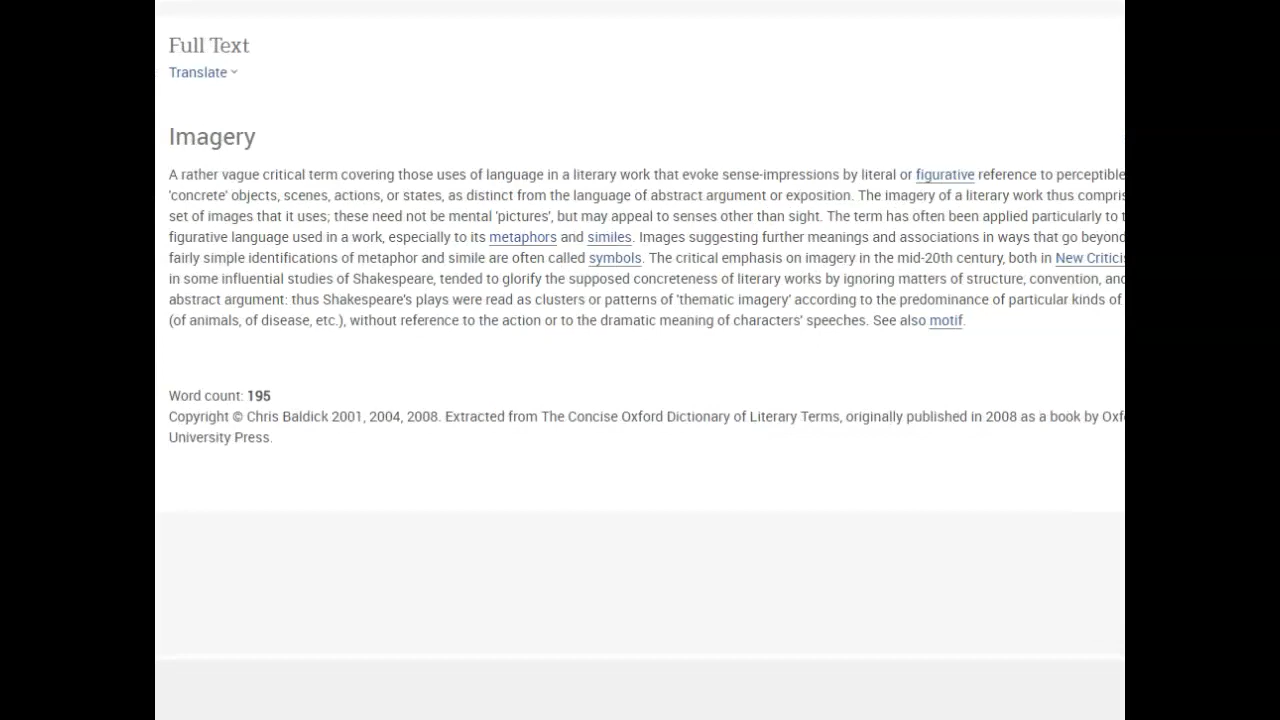 Full Text
Translate
Imagery
A rather vague critical term covering those uses of language in a literary work that evoke sense-impressions by literal or figurative reference to perceptible
'concrete' objects, scenes, actions, or states, as distinct from the language of abstract argument or exposition. The imagery of a literary work thus
set of images that it uses; these need not be mental 'pictures', but may appeal to senses other than sight. The term has often been applied particularly to
figurative language used in a work, especially to its metaphors and similes. Images suggesting further meanings and associations in ways that go beyond
fairly simple identifications of metaphor and simile are often called symbols. The critical emphasis on imagery in the mid-20th century, both in New
in some influential studies of Shakespeare, tended to glorify the supposed concreteness of literary works by ignoring matters of structure, convention, and
abstract argument: thus Shakespeare's plays were read as clusters or patterns of 'thematic imagery' according to the predominance of particular kinds of
(of animals, of disease, etc.), without reference to the action or to the dramatic meaning of characters' speeches. See also motif.
Word count: 195
Copyright © Chris Baldick 2001, 2004, 2008. Extracted from The Concise Oxford Dictionary of Literary Terms, originally published in 2008 as a book by
University Press.